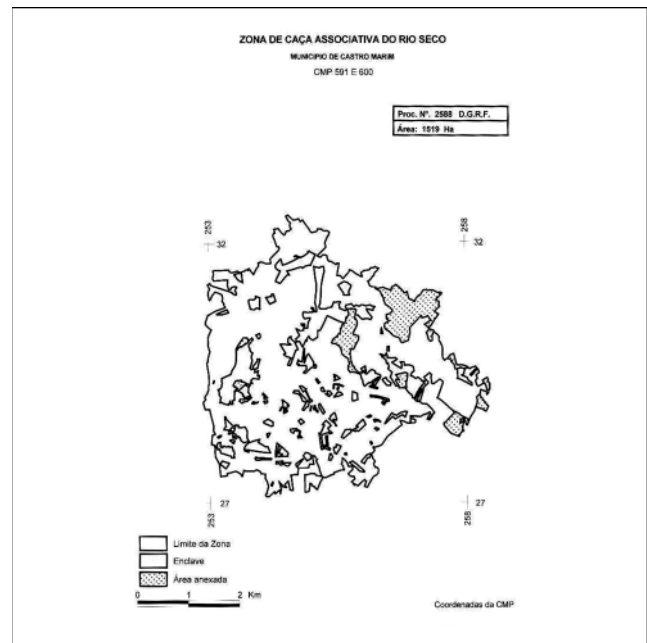 ZONA DE CAÇA ASSOCIATIVA DO RIO SECO
MUNICIPIO DE CASTRO MARIM
CMP 591 E 600
Proc. Nº. 2588 D.G.R.F.
Área: 1519 Ha
253
32
258
32
253
27
258
27
Limite da Zona
Enclave
Área anexada
0 1 2 Km
Coordenadas da CMP